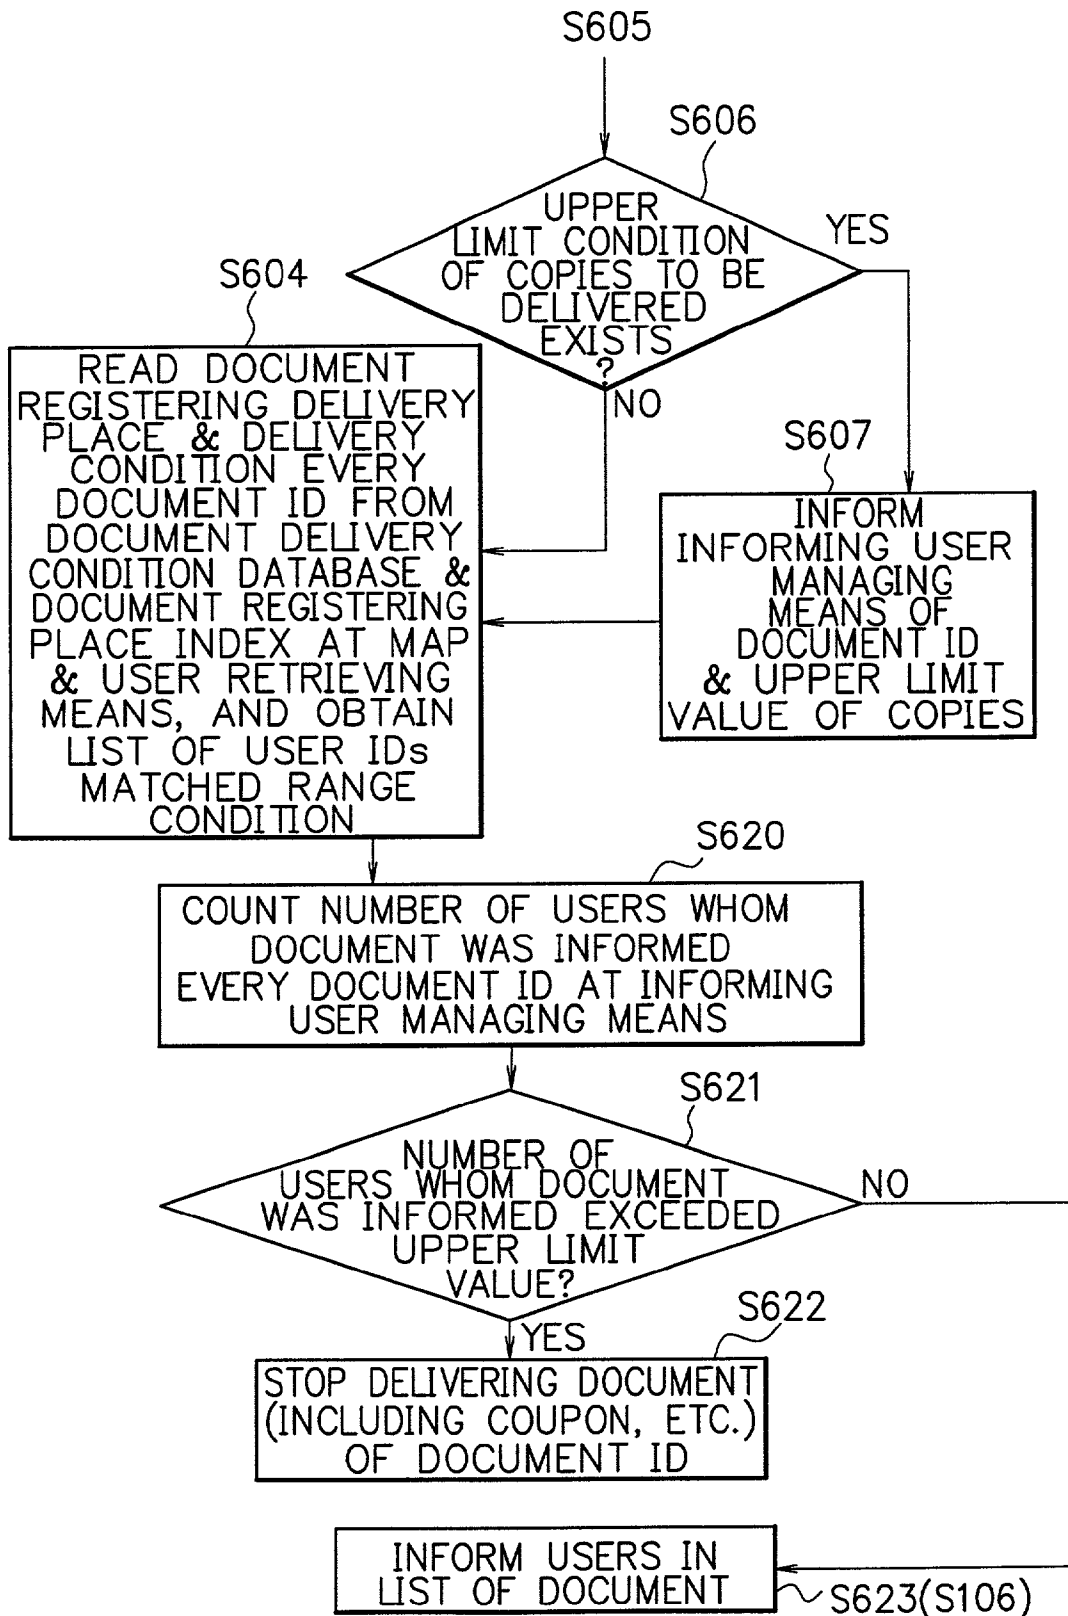 S605
S606
UPPER
LIMIT CONDITION
OF COPIES TO BE
DELIVERED
EXISTS
?
YES
NO
S604
READ DOCUMENT
REGISTERING DELIVERY
PLACE & DELIVERY
CONDITION EVERY
DOCUMENT ID FROM
DOCUMENT DELIVERY
CONDITION DATABASE &
DOCUMENT REGISTERING
PLACE INDEX AT MAP
& USER RETRIEVING
MEANS, AND OBTAIN
LIST OF USER IDs
MATCHED RANGE
CONDITION
S607
INFORM
INFORMING USER
MANAGING
MEANS OF
DOCUMENT ID
& UPPER LIMIT
VALUE OF COPIES
S620
COUNT NUMBER OF USERS WHOM
DOCUMENT WAS INFORMED
EVERY DOCUMENT ID AT INFORMING
USER MANAGING MEANS
S621
NUMBER OF
USERS WHOM DOCUMENT
WAS INFORMED EXCEEDED
UPPER LIMIT
VALUE?
NO
YES
S622
STOP DELIVERING DOCUMENT
(INCLUDING COUPON, ETC.)
OF DOCUMENT ID
INFORM USERS IN
LIST OF DOCUMENT
S623(S106)